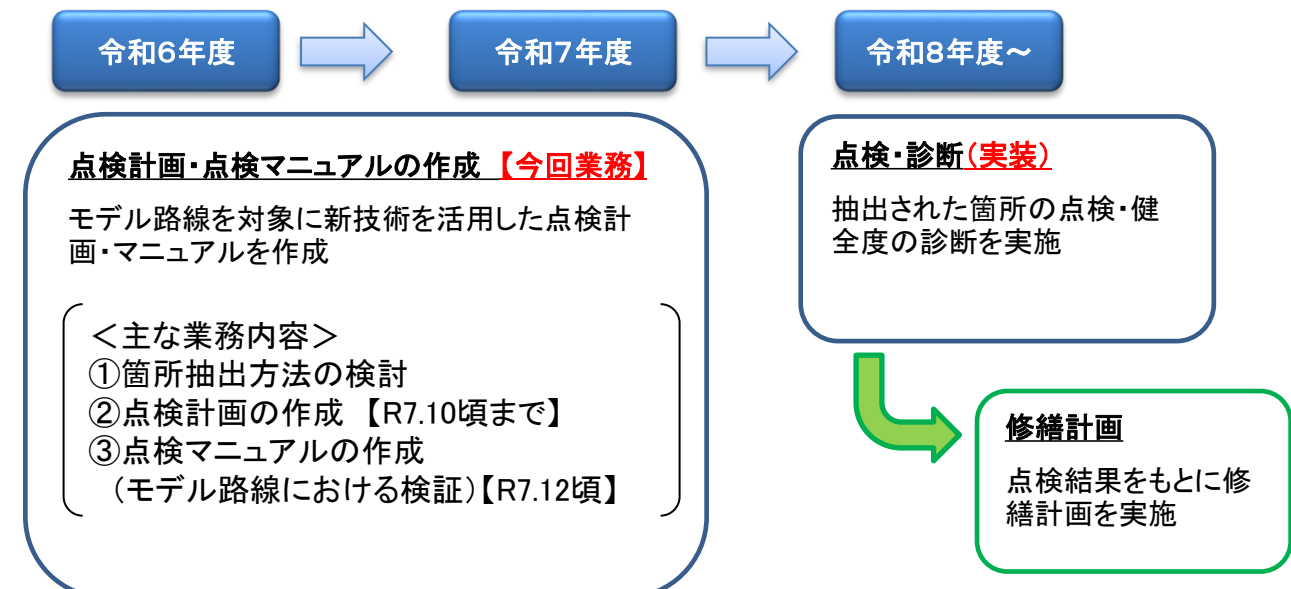 令和6年度
令和7年度
令和8年度～
点検計画・点検マニュアルの作成 【今回業務】
モデル路線を対象に新技術を活用した点検計
画・マニュアルを作成
＜主な業務内容＞
①箇所抽出方法の検討
②点検計画の作成 【R7.10頃まで】
③点検マニュアルの作成
（モデル路線における検証）【R7.12頃】
点検・診断（実装）
抽出された箇所の点検・健
全度の診断を実施
修繕計画
点検結果をもとに修
繕計画を実施